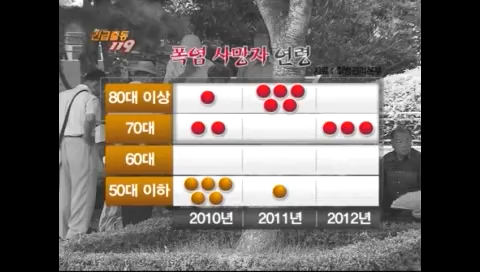 긴급출동
119
폭염 사망자 연령
80대 이상
70대
60대
50대 이하
2010년
2011년
2012년